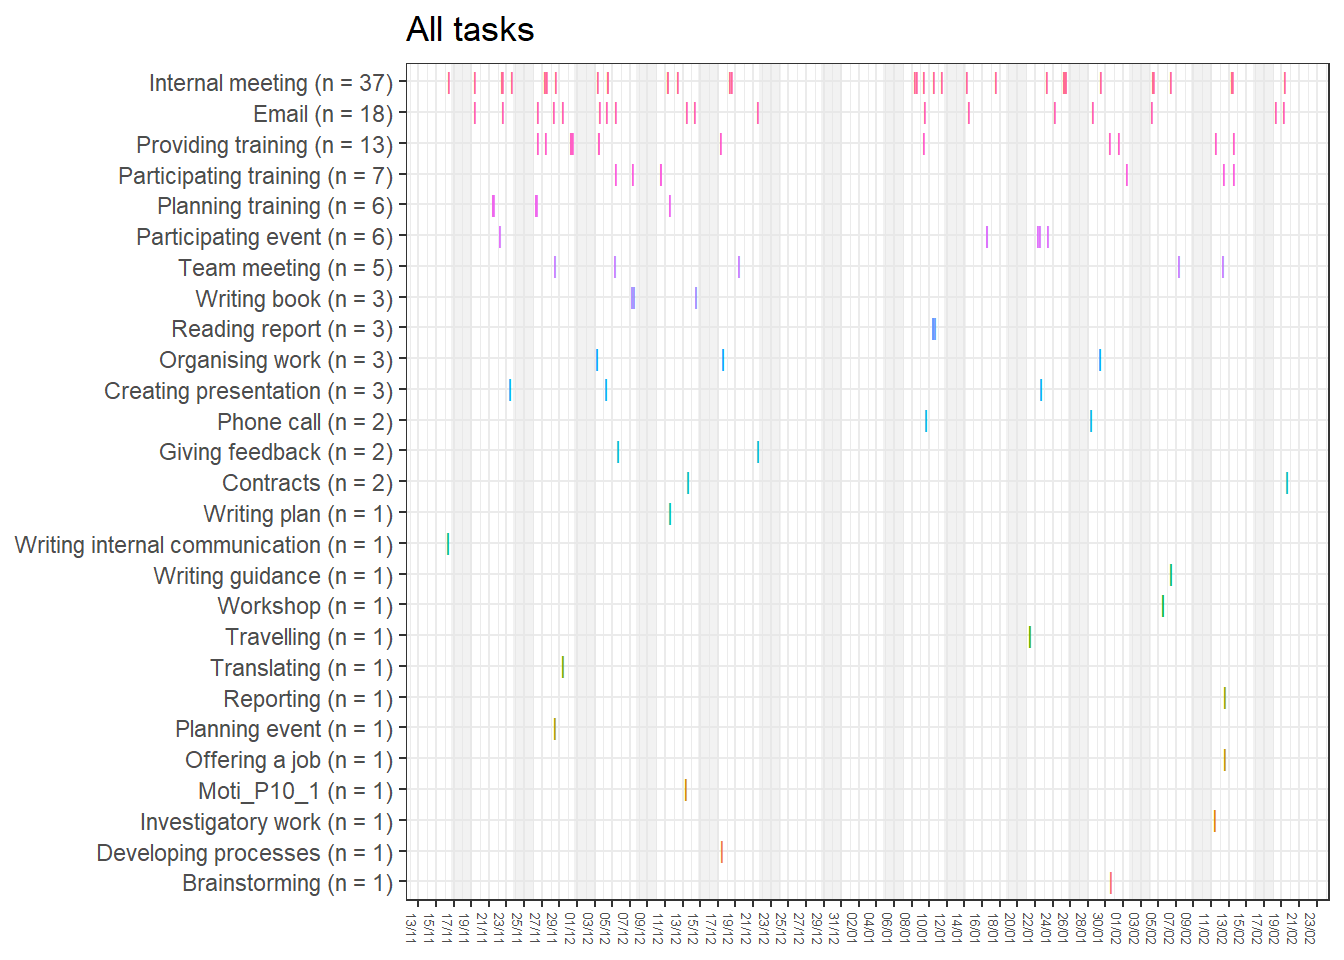 All tasks
Internal meeting (n = 37)
Email (n = 18)
Providing training (n = 13)
Participating training (n = 7)
Planning training (n = 6)
Participating event (n = 6)
Team meeting (n = 5)
Writing book (n = 3)
Reading report (n = 3)
Organising work (n = 3)
Creating presentation (n = 3)
Phone call (n = 2)
Giving feedback (n = 2)
Contracts (n = 2)
Writing plan (n = 1)
Writing internal communication (n = 1)
Writing guidance (n = 1)
Workshop (n = 1)
Travelling (n = 1)
Translating (n = 1)
Reporting (n = 1)
Planning event (n = 1)
Offering a job (n = 1)
Moti_P10_1 (n = 1)
Investigatory work (n = 1)
Developing processes (n = 1)
Brainstorming (n = 1)
13/11
15/11
17/11
19/11
21/11
23/11
25/11
27/11
29/11
01/12
03/12
05/12
07/12
09/12
11/12
13/12
15/12
17/12
19/12
21/12
23/12
25/12
27/12
29/12
31/12
02/01
04/01
06/01
08/01
10/01
12/01
14/01
16/01
18/01
20/01
22/01
24/01
26/01
28/01
30/01
01/02
03/02
05/02
07/02
09/02
11/02
13/02
15/02
17/02
19/02
21/02
23/02